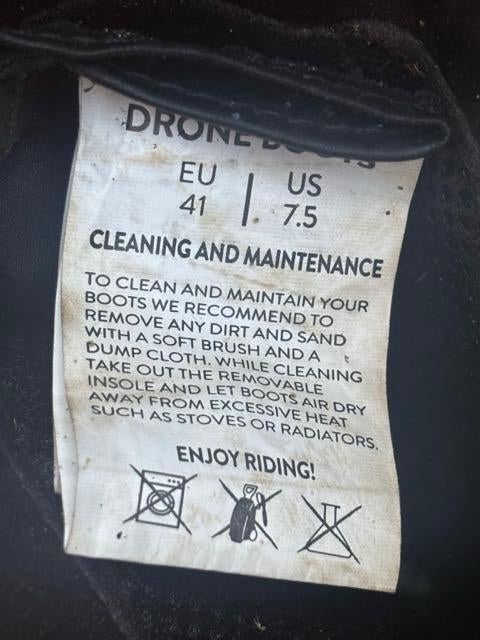 DRONE BOOTS
EU | US
41 | 7.5
CLEANING AND MAINTENANCE
TO CLEAN AND MAINTAIN YOUR
BOOTS WE RECOMMEND TO
REMOVE ANY DIRT AND SAND
WITH A SOFT BRUSH AND A
DUMP CLOTH. WHILE CLEANING
TAKE OUT THE REMOVABLE
INSOLE AND LET BOOTS AIR DRY
AWAY FROM EXCESSIVE HEAT
SUCH AS STOVES OR RADIATORS.
ENJOY RIDING!